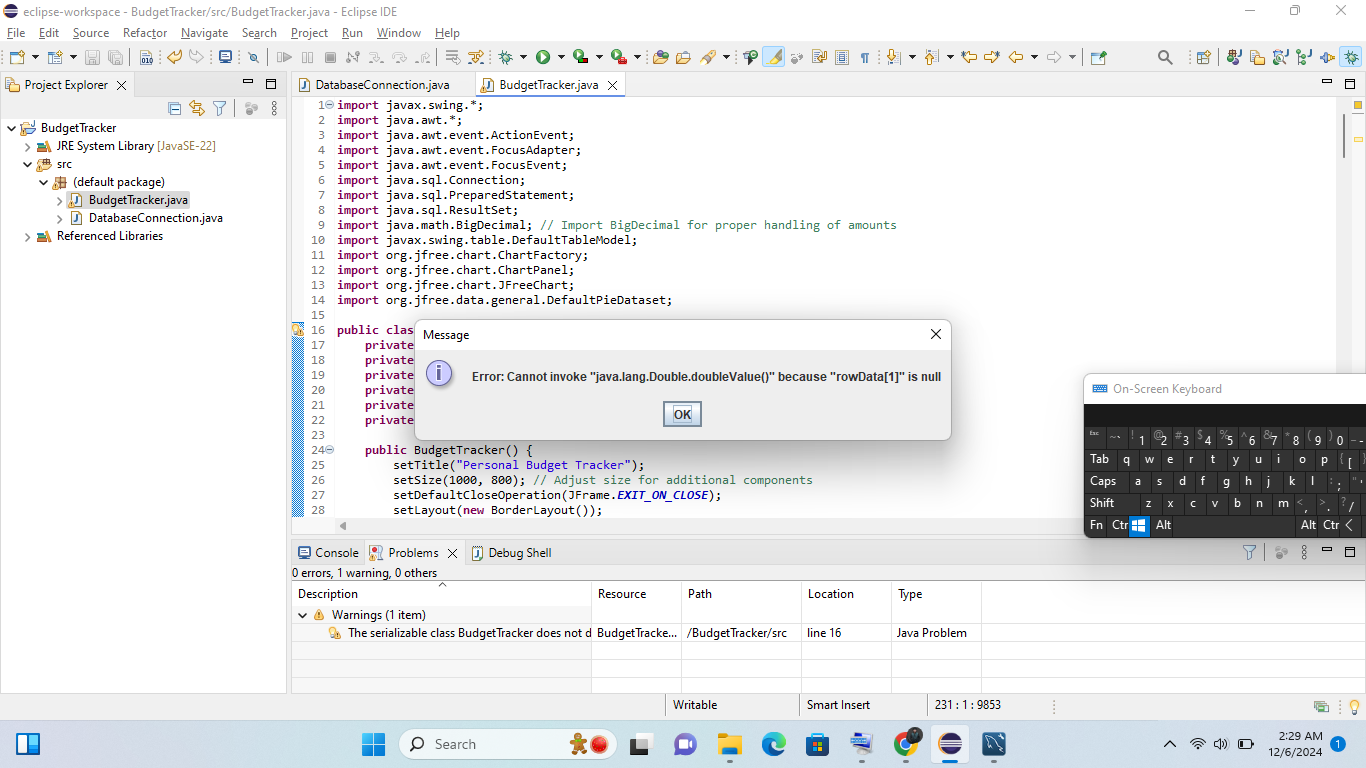 eclipse-workspace - BudgetTracker/src/BudgetTracker.java - Eclipse IDE
File Edit Source Refactor Navigate Search Project Run Window Help
Project Explorer
DatabaseConnection.java
BudgetTracker.java
BudgetTracker
JRE System Library [JavaSE-22]
src
(default package)
BudgetTracker.java
DatabaseConnection.java
Referenced Libraries
1 import javax.swing.*;
2 import java.awt.*;
3 import java.awt.event.ActionEvent;
4 import java.awt.event.FocusAdapter;
5 import java.awt.event.FocusEvent;
6 import java.sql.Connection;
7 import java.sql.PreparedStatement;
8 import java.sql.ResultSet;
9 import java.math.BigDecimal; // Import BigDecimal for proper handling of amounts
10 import javax.swing.table.DefaultTableModel;
11 import org.jfree.chart.ChartFactory;
12 import org.jfree.chart.ChartPanel;
13 import org.jfree.chart.JFreeChart;
14 import org.jfree.data.general.DefaultPieDataset;
15
16 public clas
17 private
18 private
19 private
20 private
21 private
22 private
23
24 public BudgetTracker() {
25 setTitle("Personal Budget Tracker");
26 setSize(1000, 800); // Adjust size for additional components
27 setDefaultCloseOperation(JFrame.EXIT_ON_CLOSE);
28 setLayout(new BorderLayout());
Message
Error: Cannot invoke "java.lang.Double.doubleValue()" because "rowData[1]" is null
OK
On-Screen Keyboard
Esc ~` ! 1 @ 2 # 3 $ 4 % 5 ^ 6 & 7 * 8 ( 9 ) 0
Tab q w e r t y u i o p { [
Caps a s d f g h j k l : ; "'
Shift z x c v b n m < , > . ? /
Fn Ctr Alt Alt Ctr
Console Problems Debug Shell
0 errors, 1 warning, 0 others
Description Resource Path Location Type
Warnings (1 item)
The serializable class BudgetTracker does not d BudgetTracke... /BudgetTracker/src line 16 Java Problem
Writable Smart Insert 231 : 1 : 9853
Search
2:29 AM
12/6/2024
1